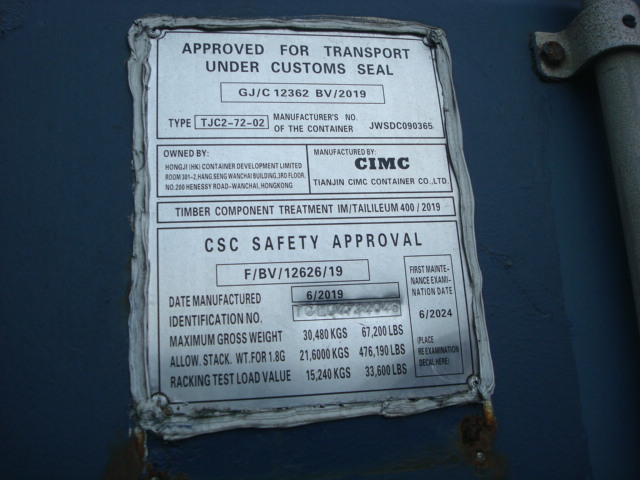 APPROVED FOR TRANSPORT
UNDER CUSTOMS SEAL
GJ/C 12362 BV/2019
TYPE TJC2-72-02 MANUFACTURER'S NO. OF THE CONTAINER JWSDC090365
OWNED BY:
HONGJI (HK) CONTAINER DEVELOPMENT LIMITED
ROOM 301-2, HANG SENG WANCHAI BUILDING, 3RD FLOOR,
NO.200 HENESSY ROAD-WANCHAI, HONGKONG
MANUFACTURED BY:
CIMC
TIANJIN CIMC CONTAINER CO., LTD.
TIMBER COMPONENT TREATMENT IM/TAILILEUM 400 / 2019
CSC SAFETY APPROVAL
F/BV/12626/19
DATE MANUFACTURED 6/2019
IDENTIFICATION NO.
MAXIMUM GROSS WEIGHT 30,480 KGS 67,200 LBS
ALLOW. STACK. WT. FOR 1.8G 21,6000 KGS 476,190 LBS
RACKING TEST LOAD VALUE 15,240 KGS 33,600 LBS
FIRST MAINTE-
NANCE EXAMI-
NATION DATE
6/2024
(PLACE
RE EXAMINATION
DECAL HERE)